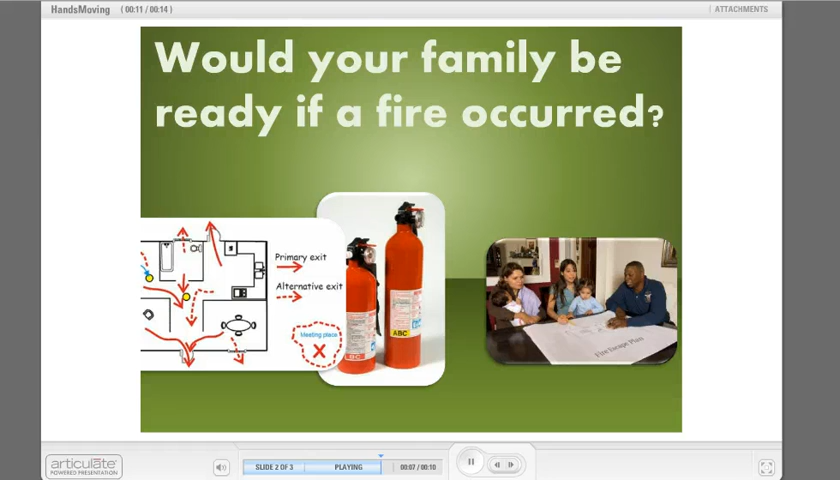 HandsMoving (00:11 / 00:14)
ATTACHMENTS
Would your family be
ready if a fire occurred?
Primary exit
Alternative exit
Meeting place
X
ABC
Fire Escape Plan
articulate
POWERED PRESENTATION
SLIDE 2 OF 3
PLAYING
00:07 / 00:10